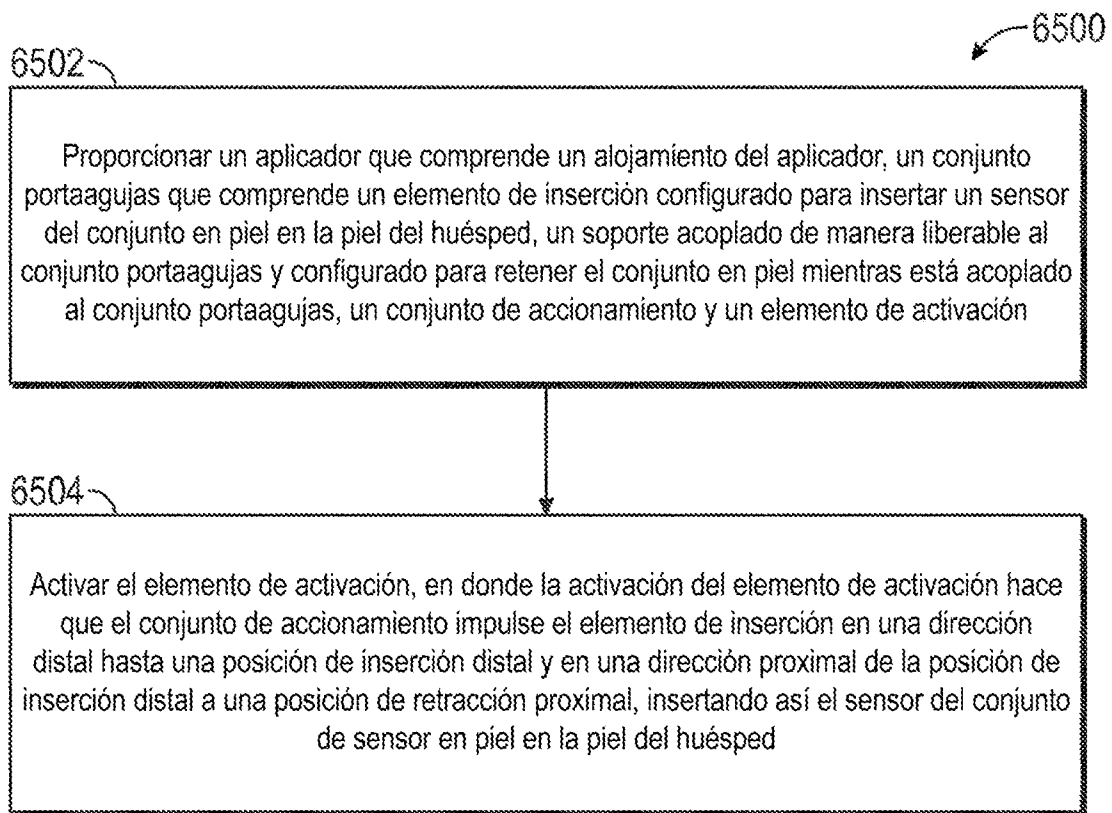 6500
6502
Proporcionar un aplicador que comprende un alojamiento del aplicador, un conjunto
portaagujas que comprende un elemento de inserción configurado para insertar un sensor
del conjunto en piel en la piel del huésped, un soporte acoplado de manera liberable al
conjunto portaagujas y configurado para retener el conjunto en piel mientras está acoplado
al conjunto portaagujas, un conjunto de accionamiento y un elemento de activación
6504
Activar el elemento de activación, en donde la activación del elemento de activación hace
que el conjunto de accionamiento impulse el elemento de inserción en una dirección
distal hasta una posición de inserción distal y en una dirección proximal de la posición de
inserción distal a una posición de retracción proximal, insertando así el sensor del conjunto
de sensor en piel en la piel del huésped